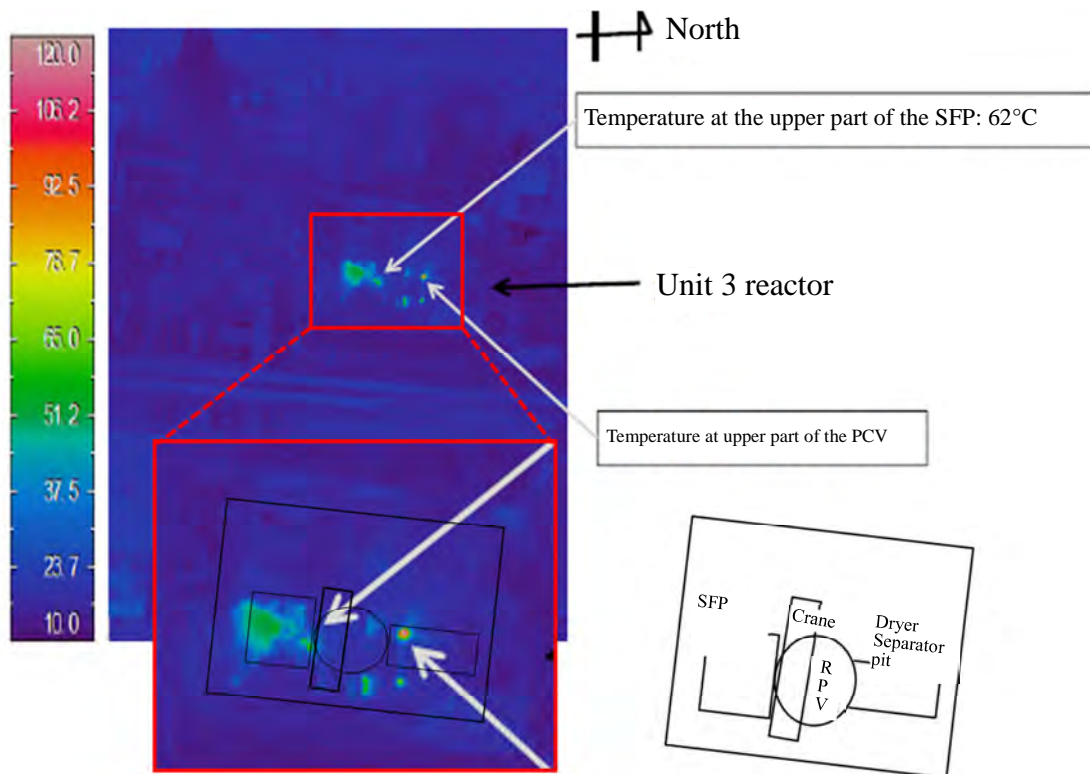 North
120.0
Temperature at the upper part of the SFP: 62°C
106.2
92.5
78.7
Unit 3 reactor
65.0
51.2
Temperature at upper part of the PCV
37.5
23.7
10.0
SFP
Crane
Dryer
Separator
pit
R
P
V